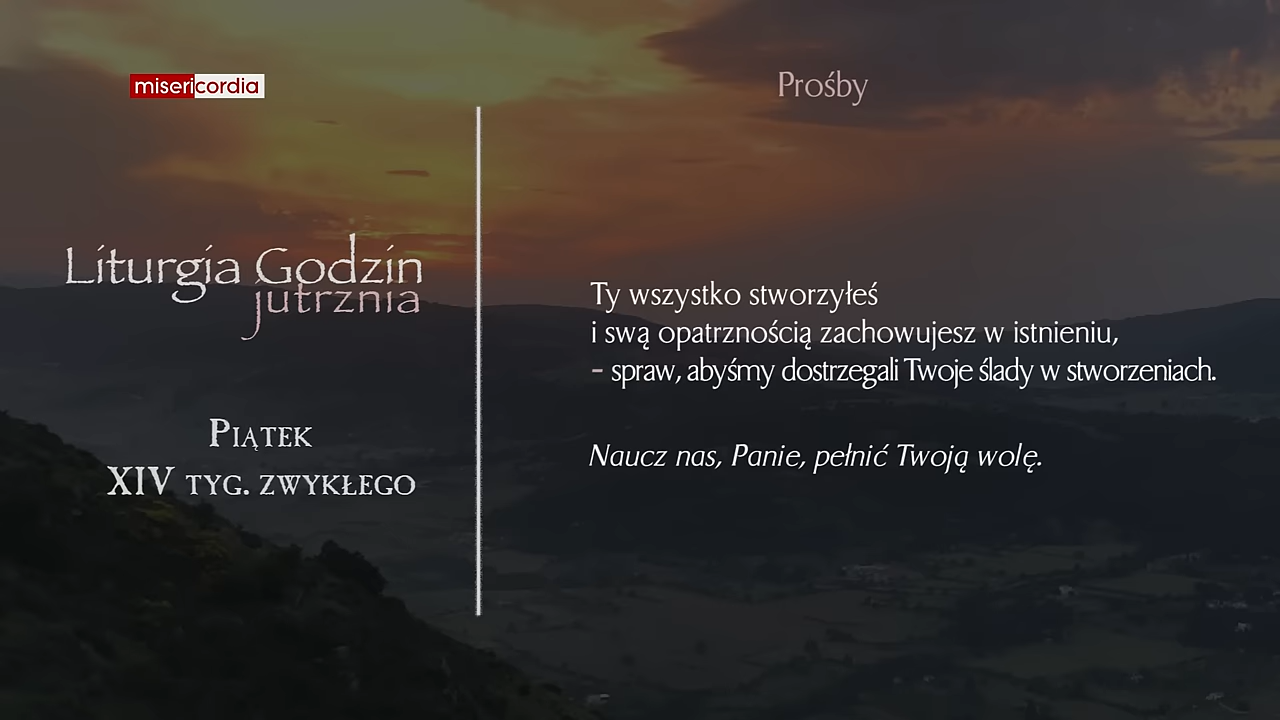 misericordia
Liturgia Godzin
jutrznia
Piątek
XIV tyg. zwykłego
Prośby
Ty wszystko stworzyłeś
i swą opatrznością zachowujesz w istnieniu,
- spraw, abyśmy dostrzegali Twoje ślady w stworzeniach.
Naucz nas, Panie, pełnić Twoją wolę.